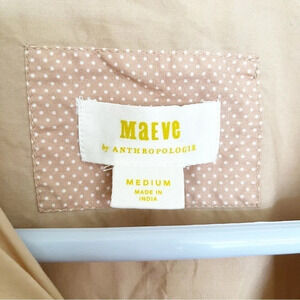 MaEVe
by ANTHROPOLOGIE
MEDIUM
MADE IN
INDIA